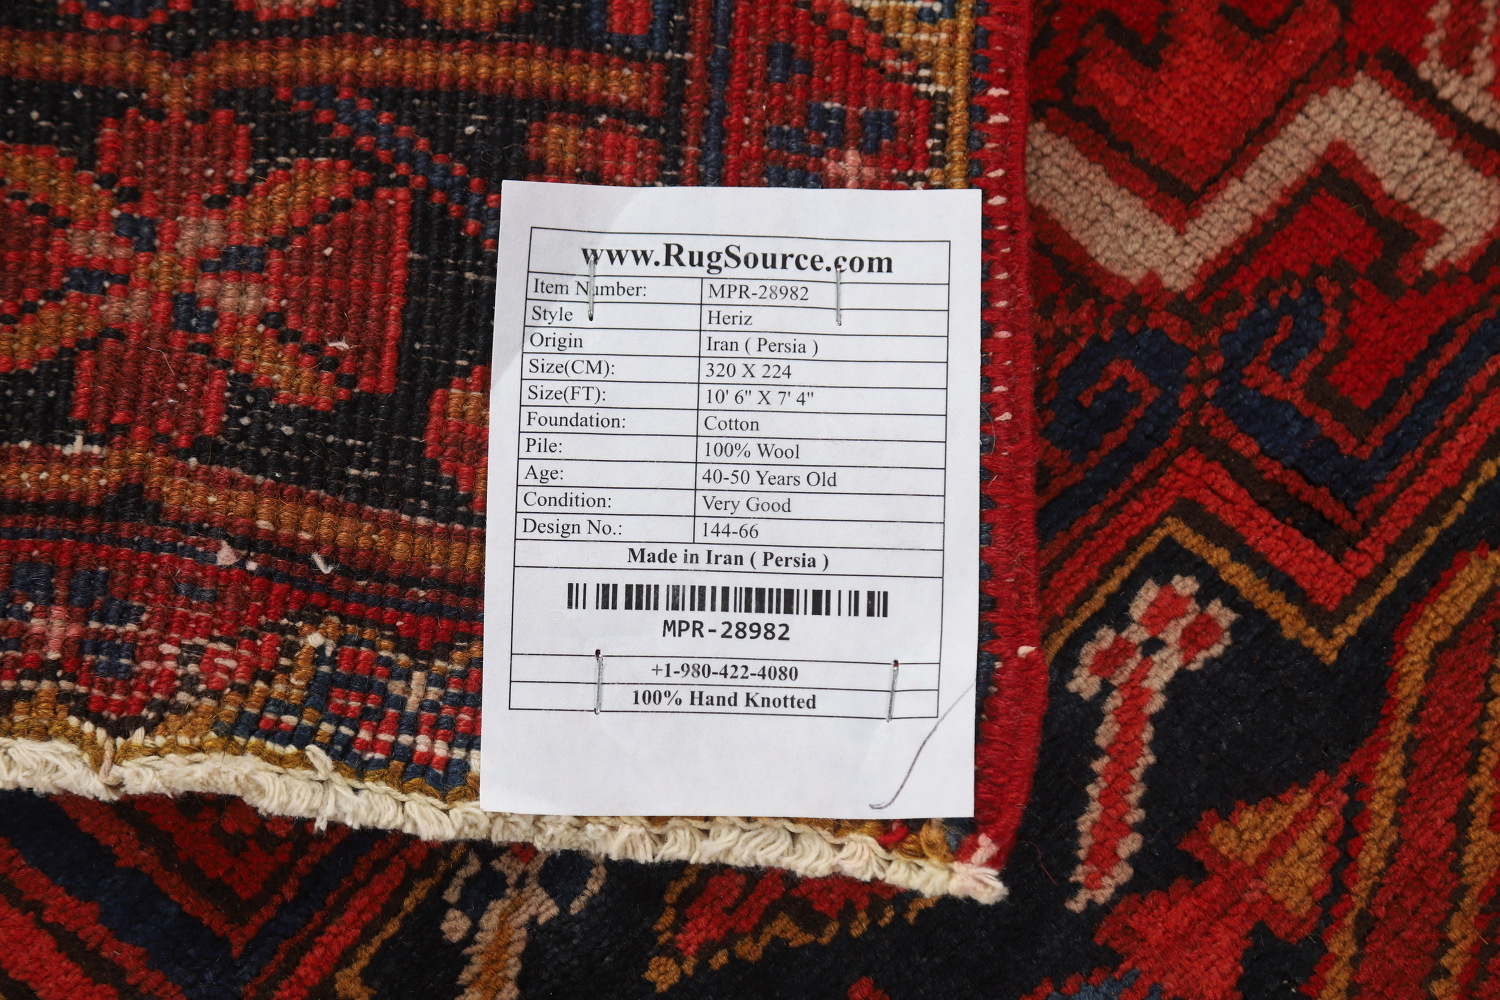 www.RugSource.com
Item Number: MPR-28982
Style Heriz
Origin Iran ( Persia )
Size(CM): 320 X 224
Size(FT): 10' 6" X 7' 4"
Foundation: Cotton
Pile: 100% Wool
Age: 40-50 Years Old
Condition: Very Good
Design No.: 144-66
Made in Iran ( Persia )
MPR-28982
+1-980-422-4080
100% Hand Knotted